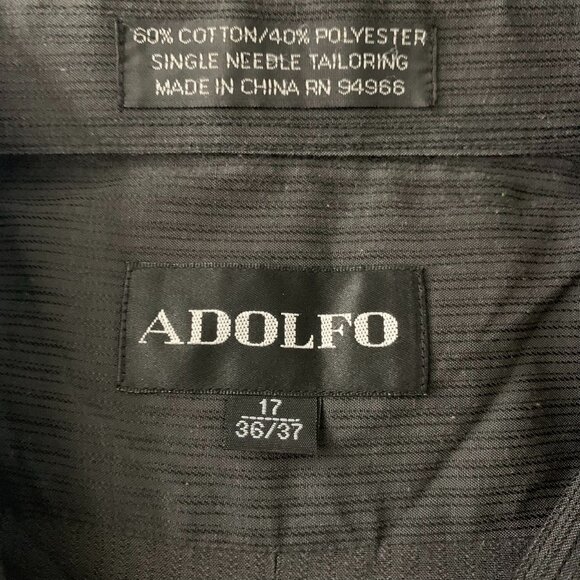 60% COTTON/40% POLYESTER
SINGLE NEEDLE TAILORING
MADE IN CHINA RN 94966
ADOLFO
17
36/37